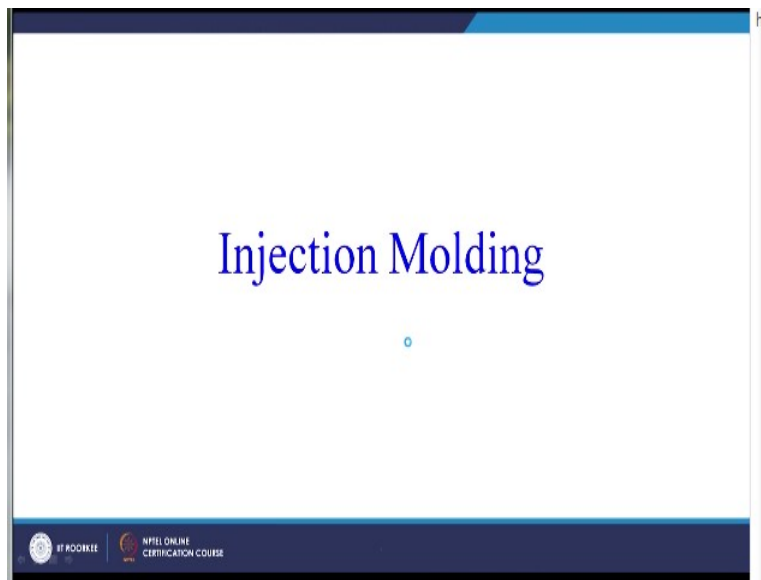 Injection Molding
IIT ROORKEE
NPTEL ONLINE
CERTIFICATION COURSE